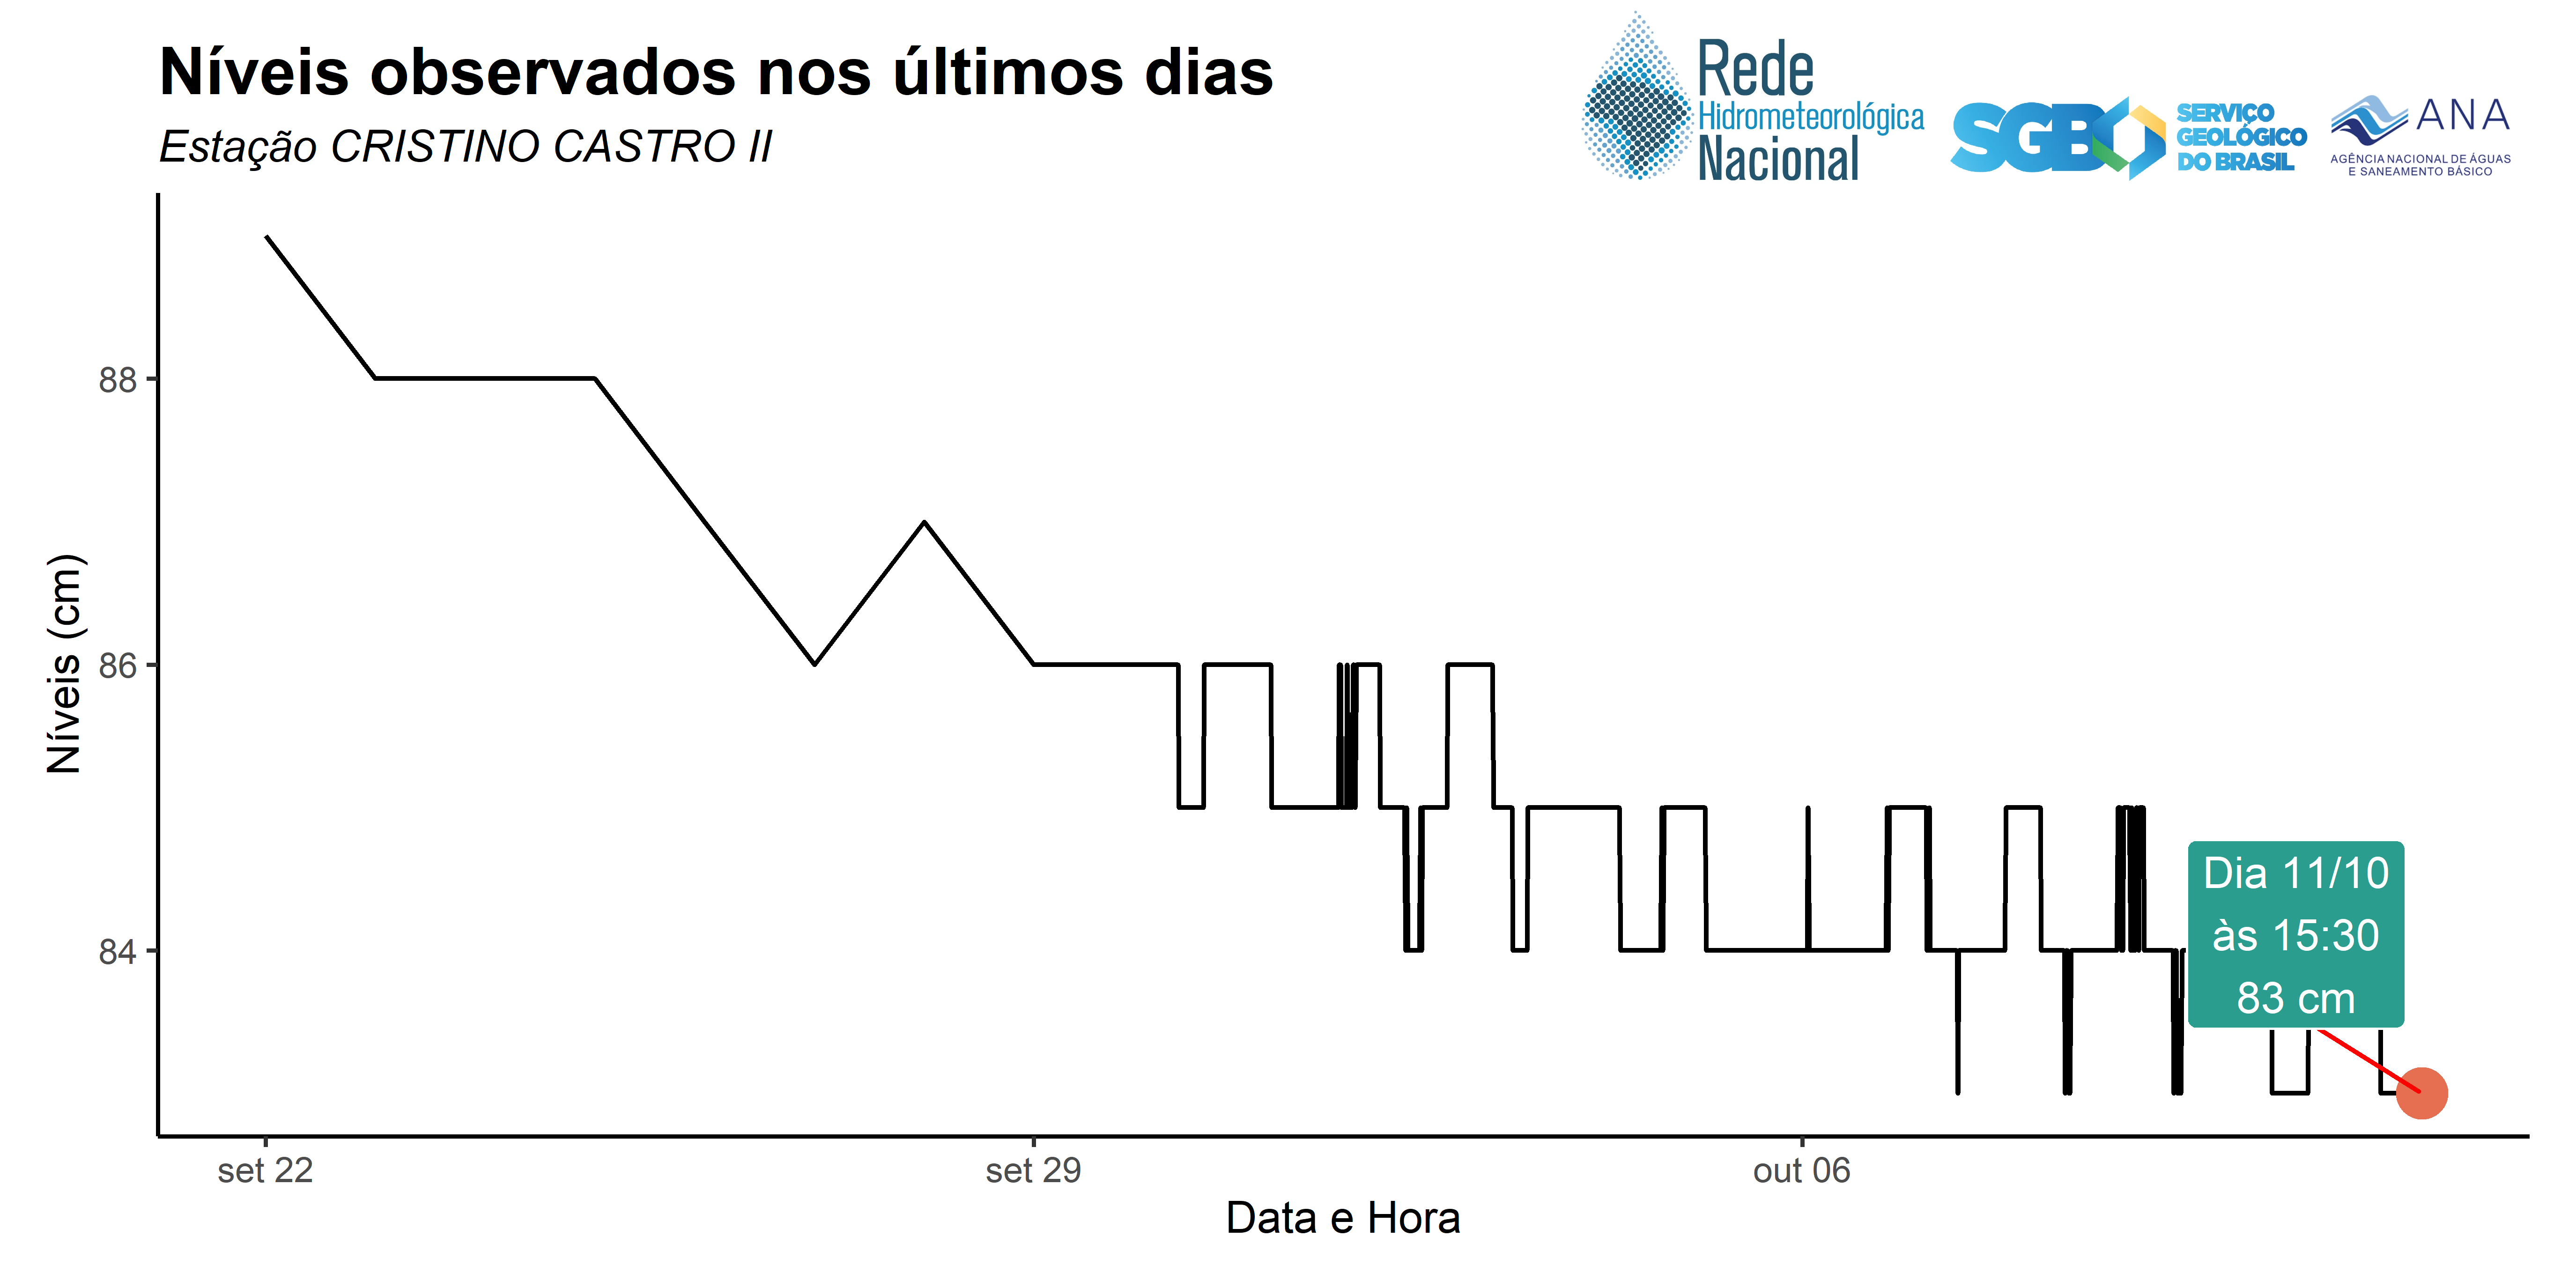 Níveis observados nos últimos dias
Estação CRISTINO CASTRO II
Rede
Hidrometeorológica
Nacional
SGB
SERVIÇO
GEOLÓGICO
DO BRASIL
ANA
AGÊNCIA NACIONAL DE ÁGUAS
E SANEAMENTO BÁSICO
Níveis (cm)
88
86
84
Dia 11/10
às 15:30
83 cm
set 22
set 29
out 06
Data e Hora